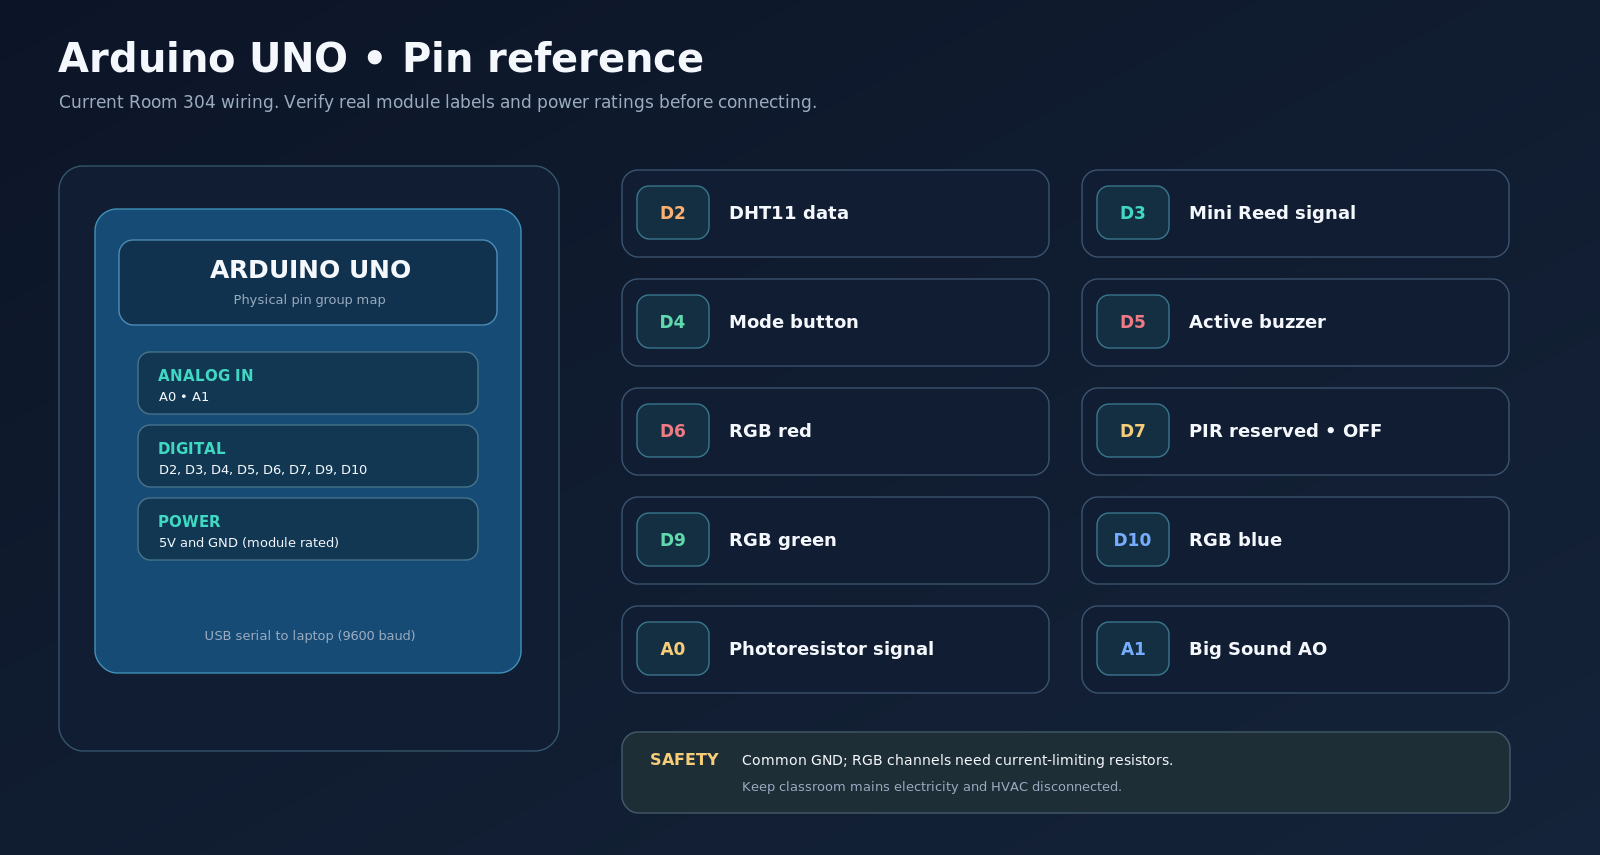 Arduino UNO • Pin reference
Current Room 304 wiring. Verify real module labels and power ratings before connecting.
ARDUINO UNO
Physical pin group map
ANALOG IN
A0 • A1
DIGITAL
D2, D3, D4, D5, D6, D7, D9, D10
POWER
5V and GND (module rated)
USB serial to laptop (9600 baud)
D2 DHT11 data
D3 Mini Reed signal
D4 Mode button
D5 Active buzzer
D6 RGB red
D7 PIR reserved • OFF
D9 RGB green
D10 RGB blue
A0 Photoresistor signal
A1 Big Sound AO
SAFETY Common GND; RGB channels need current-limiting resistors.
Keep classroom mains electricity and HVAC disconnected.